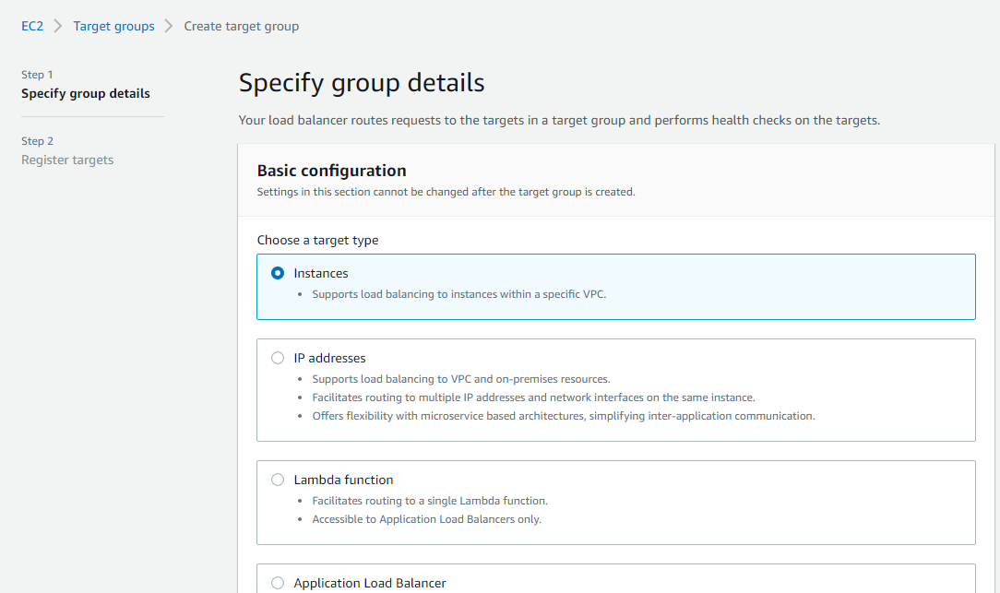 EC2 > Target groups > Create target group
Step 1
Specify group details
Step 2
Register targets
Specify group details
Your load balancer routes requests to the targets in a target group and performs health checks on the targets.
Basic configuration
Settings in this section cannot be changed after the target group is created.
Choose a target type
Instances
• Supports load balancing to instances within a specific VPC.
IP addresses
• Supports load balancing to VPC and on-premises resources.
• Facilitates routing to multiple IP addresses and network interfaces on the same instance.
• Offers flexibility with microservice based architectures, simplifying inter-application communication.
Lambda function
• Facilitates routing to a single Lambda function.
• Accessible to Application Load Balancers only.
Application Load Balancer